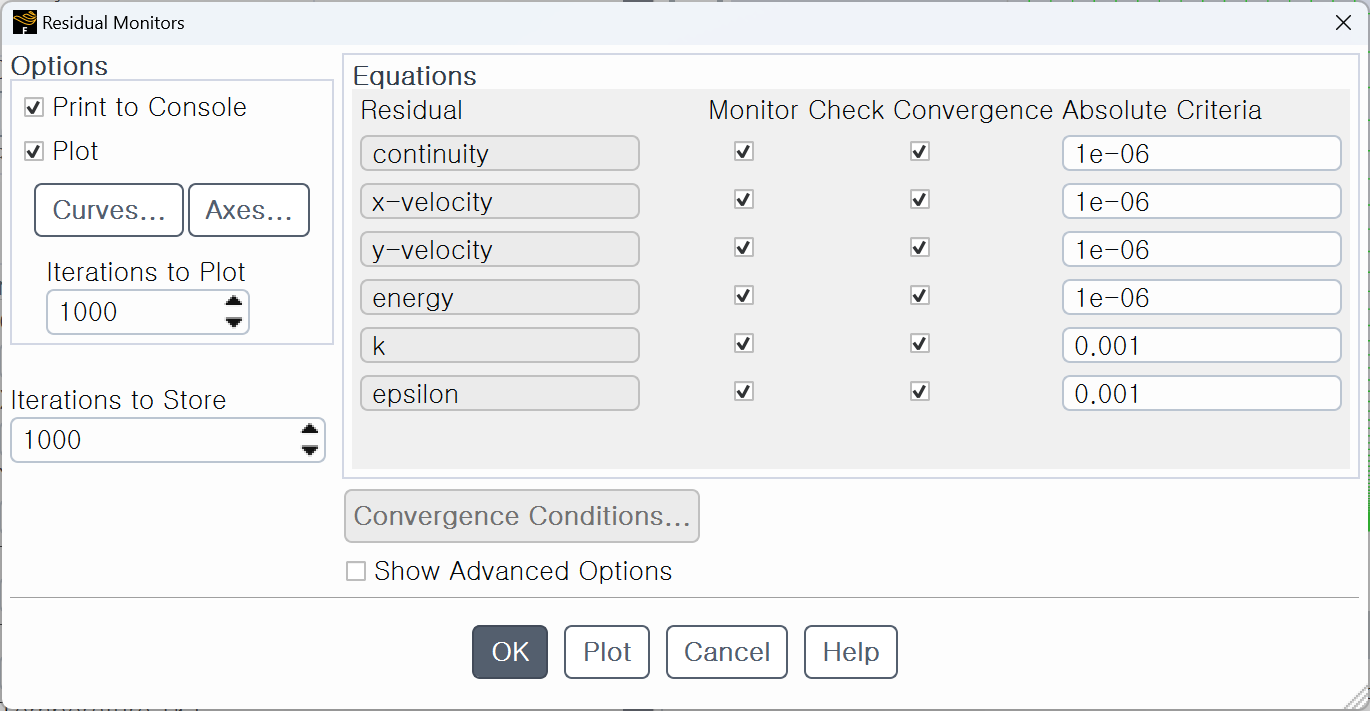 Residual Monitors
Options
Print to Console
Plot
Curves... Axes...
Iterations to Plot
1000
Iterations to Store
1000
Equations
Residual Monitor Check Convergence Absolute Criteria
continuity 1e-06
x-velocity 1e-06
y-velocity 1e-06
energy 1e-06
k 0.001
epsilon 0.001
Convergence Conditions...
Show Advanced Options
OK Plot Cancel Help